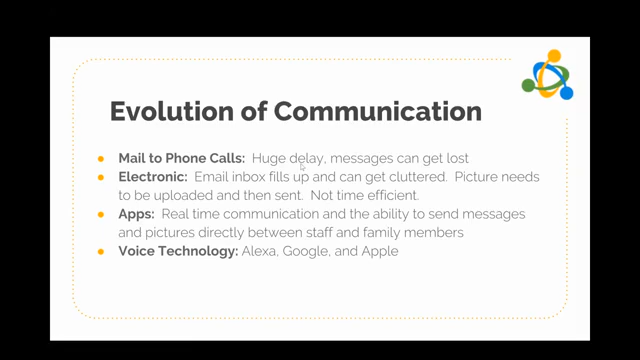 Evolution of Communication
● Mail to Phone Calls: Huge delay, messages can get lost
● Electronic: Email inbox fills up and can get cluttered. Picture needs
to be uploaded and then sent. Not time efficient.
● Apps: Real time communication and the ability to send messages
and pictures directly between staff and family members
● Voice Technology: Alexa, Google, and Apple